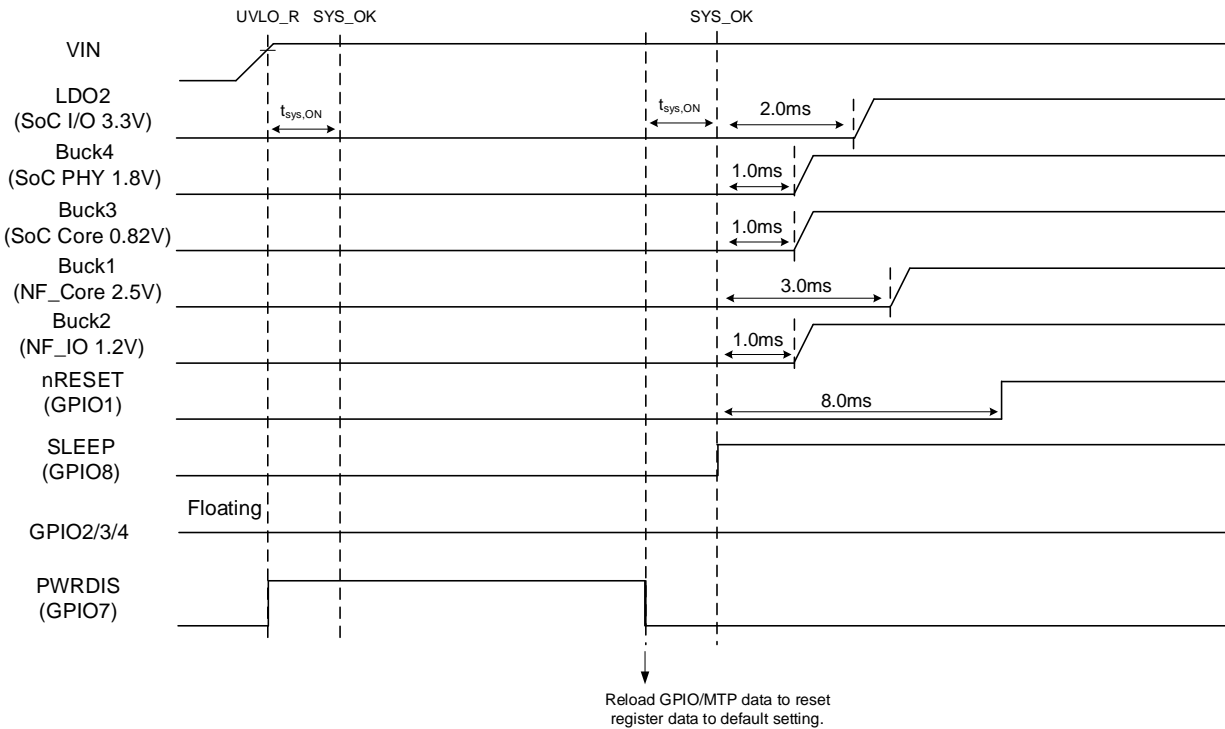 UVLO_R SYS_OK SYS_OK
VIN
LDO2
(SoC I/O 3.3V)
tsys,ON tsys,ON 2.0ms
Buck4
(SoC PHY 1.8V)
1.0ms
Buck3
(SoC Core 0.82V)
1.0ms
Buck1
(NF_Core 2.5V)
3.0ms
Buck2
(NF_IO 1.2V)
1.0ms
nRESET
(GPIO1)
8.0ms
SLEEP
(GPIO8)
Floating
GPIO2/3/4
PWRDIS
(GPIO7)
Reload GPIO/MTP data to reset
register data to default setting.